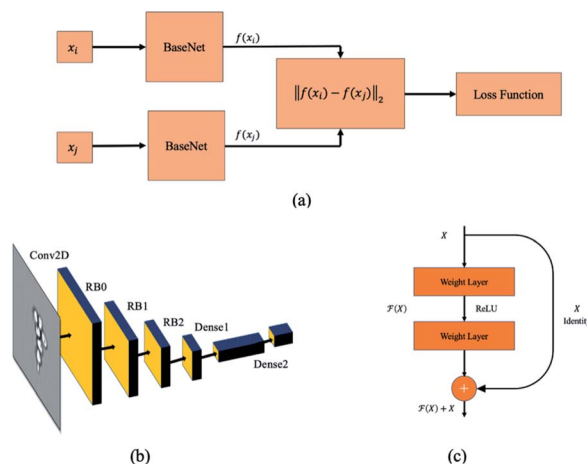 x_i
BaseNet
f(x_i)
‖f(x_i) − f(x_j)‖_2
Loss Function
x_j
BaseNet
f(x_j)
(a)
Conv2D
RB0
RB1
RB2
Dense1
Dense2
(b)
X
Weight Layer
ℱ(X)
ReLU
Weight Layer
X
Identit
+
ℱ(X) + X
(c)